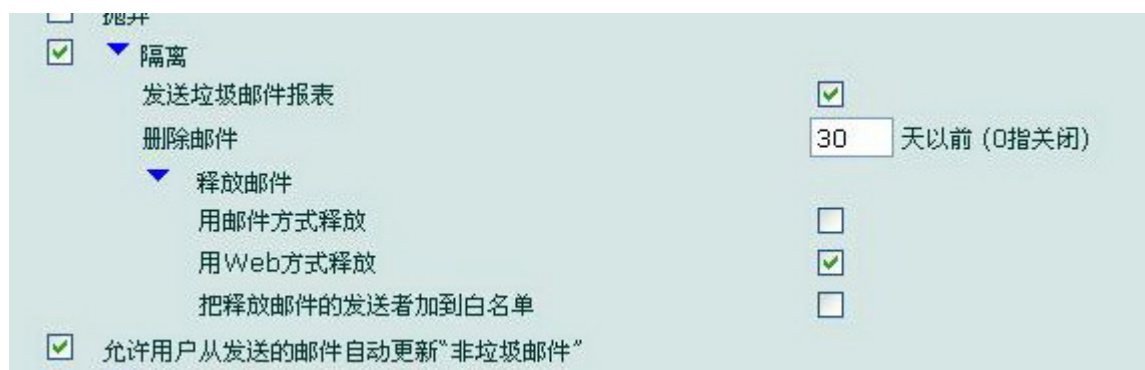 抛弃
隔离
发送垃圾邮件报表
删除邮件 30 天以前 (0指关闭)
释放邮件
用邮件方式释放
用Web方式释放
把释放邮件的发送者加到白名单
允许用户从发送的邮件自动更新“非垃圾邮件”